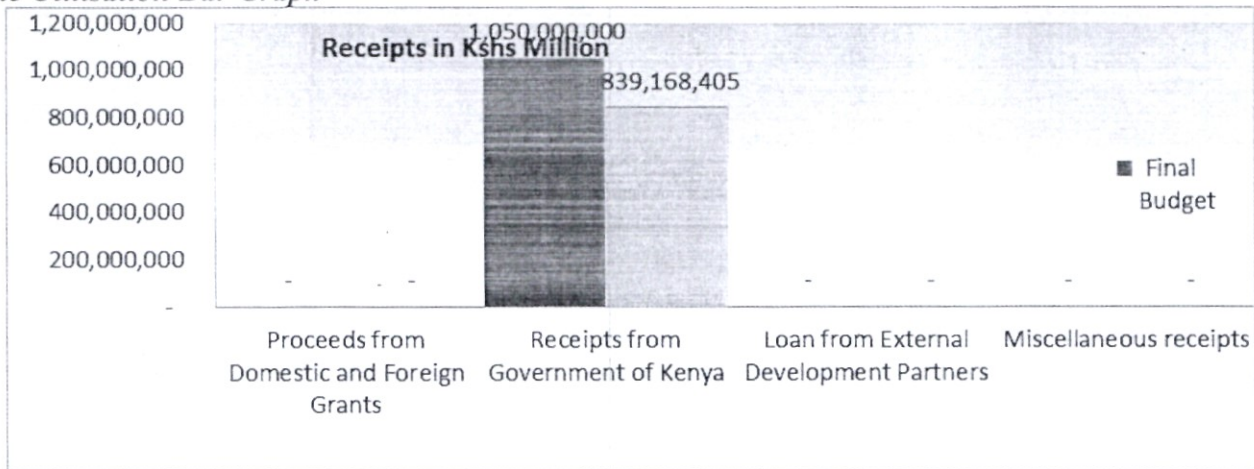 1,200,000,000
1,050,000,000
Receipts in Kshs Million
1,000,000,000
839,168,405
800,000,000
600,000,000
400,000,000
200,000,000
-
- -
- -
- -
Final
Budget
Proceeds from
Domestic and Foreign
Grants
Receipts from
Government of Kenya
Loan from External
Development Partners
Miscellaneous receipts